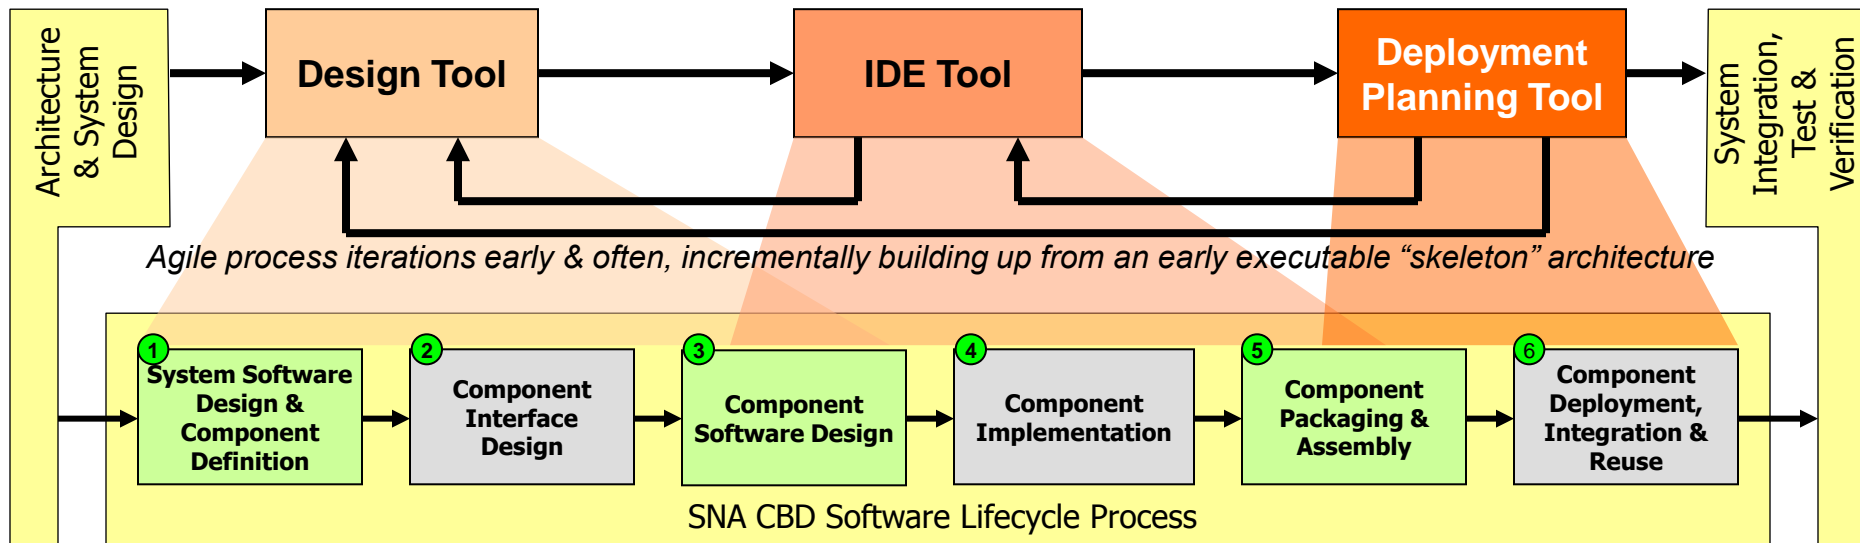 Architecture
& System
Design
Design Tool
IDE Tool
Deployment
Planning Tool
System
Integration,
Test &
Verification
Agile process iterations early & often, incrementally building up from an early executable “skeleton” architecture
1
System Software
Design &
Component
Definition
2
Component
Interface
Design
3
Component
Software Design
4
Component
Implementation
5
Component
Packaging &
Assembly
6
Component
Deployment,
Integration &
Reuse
SNA CBD Software Lifecycle Process